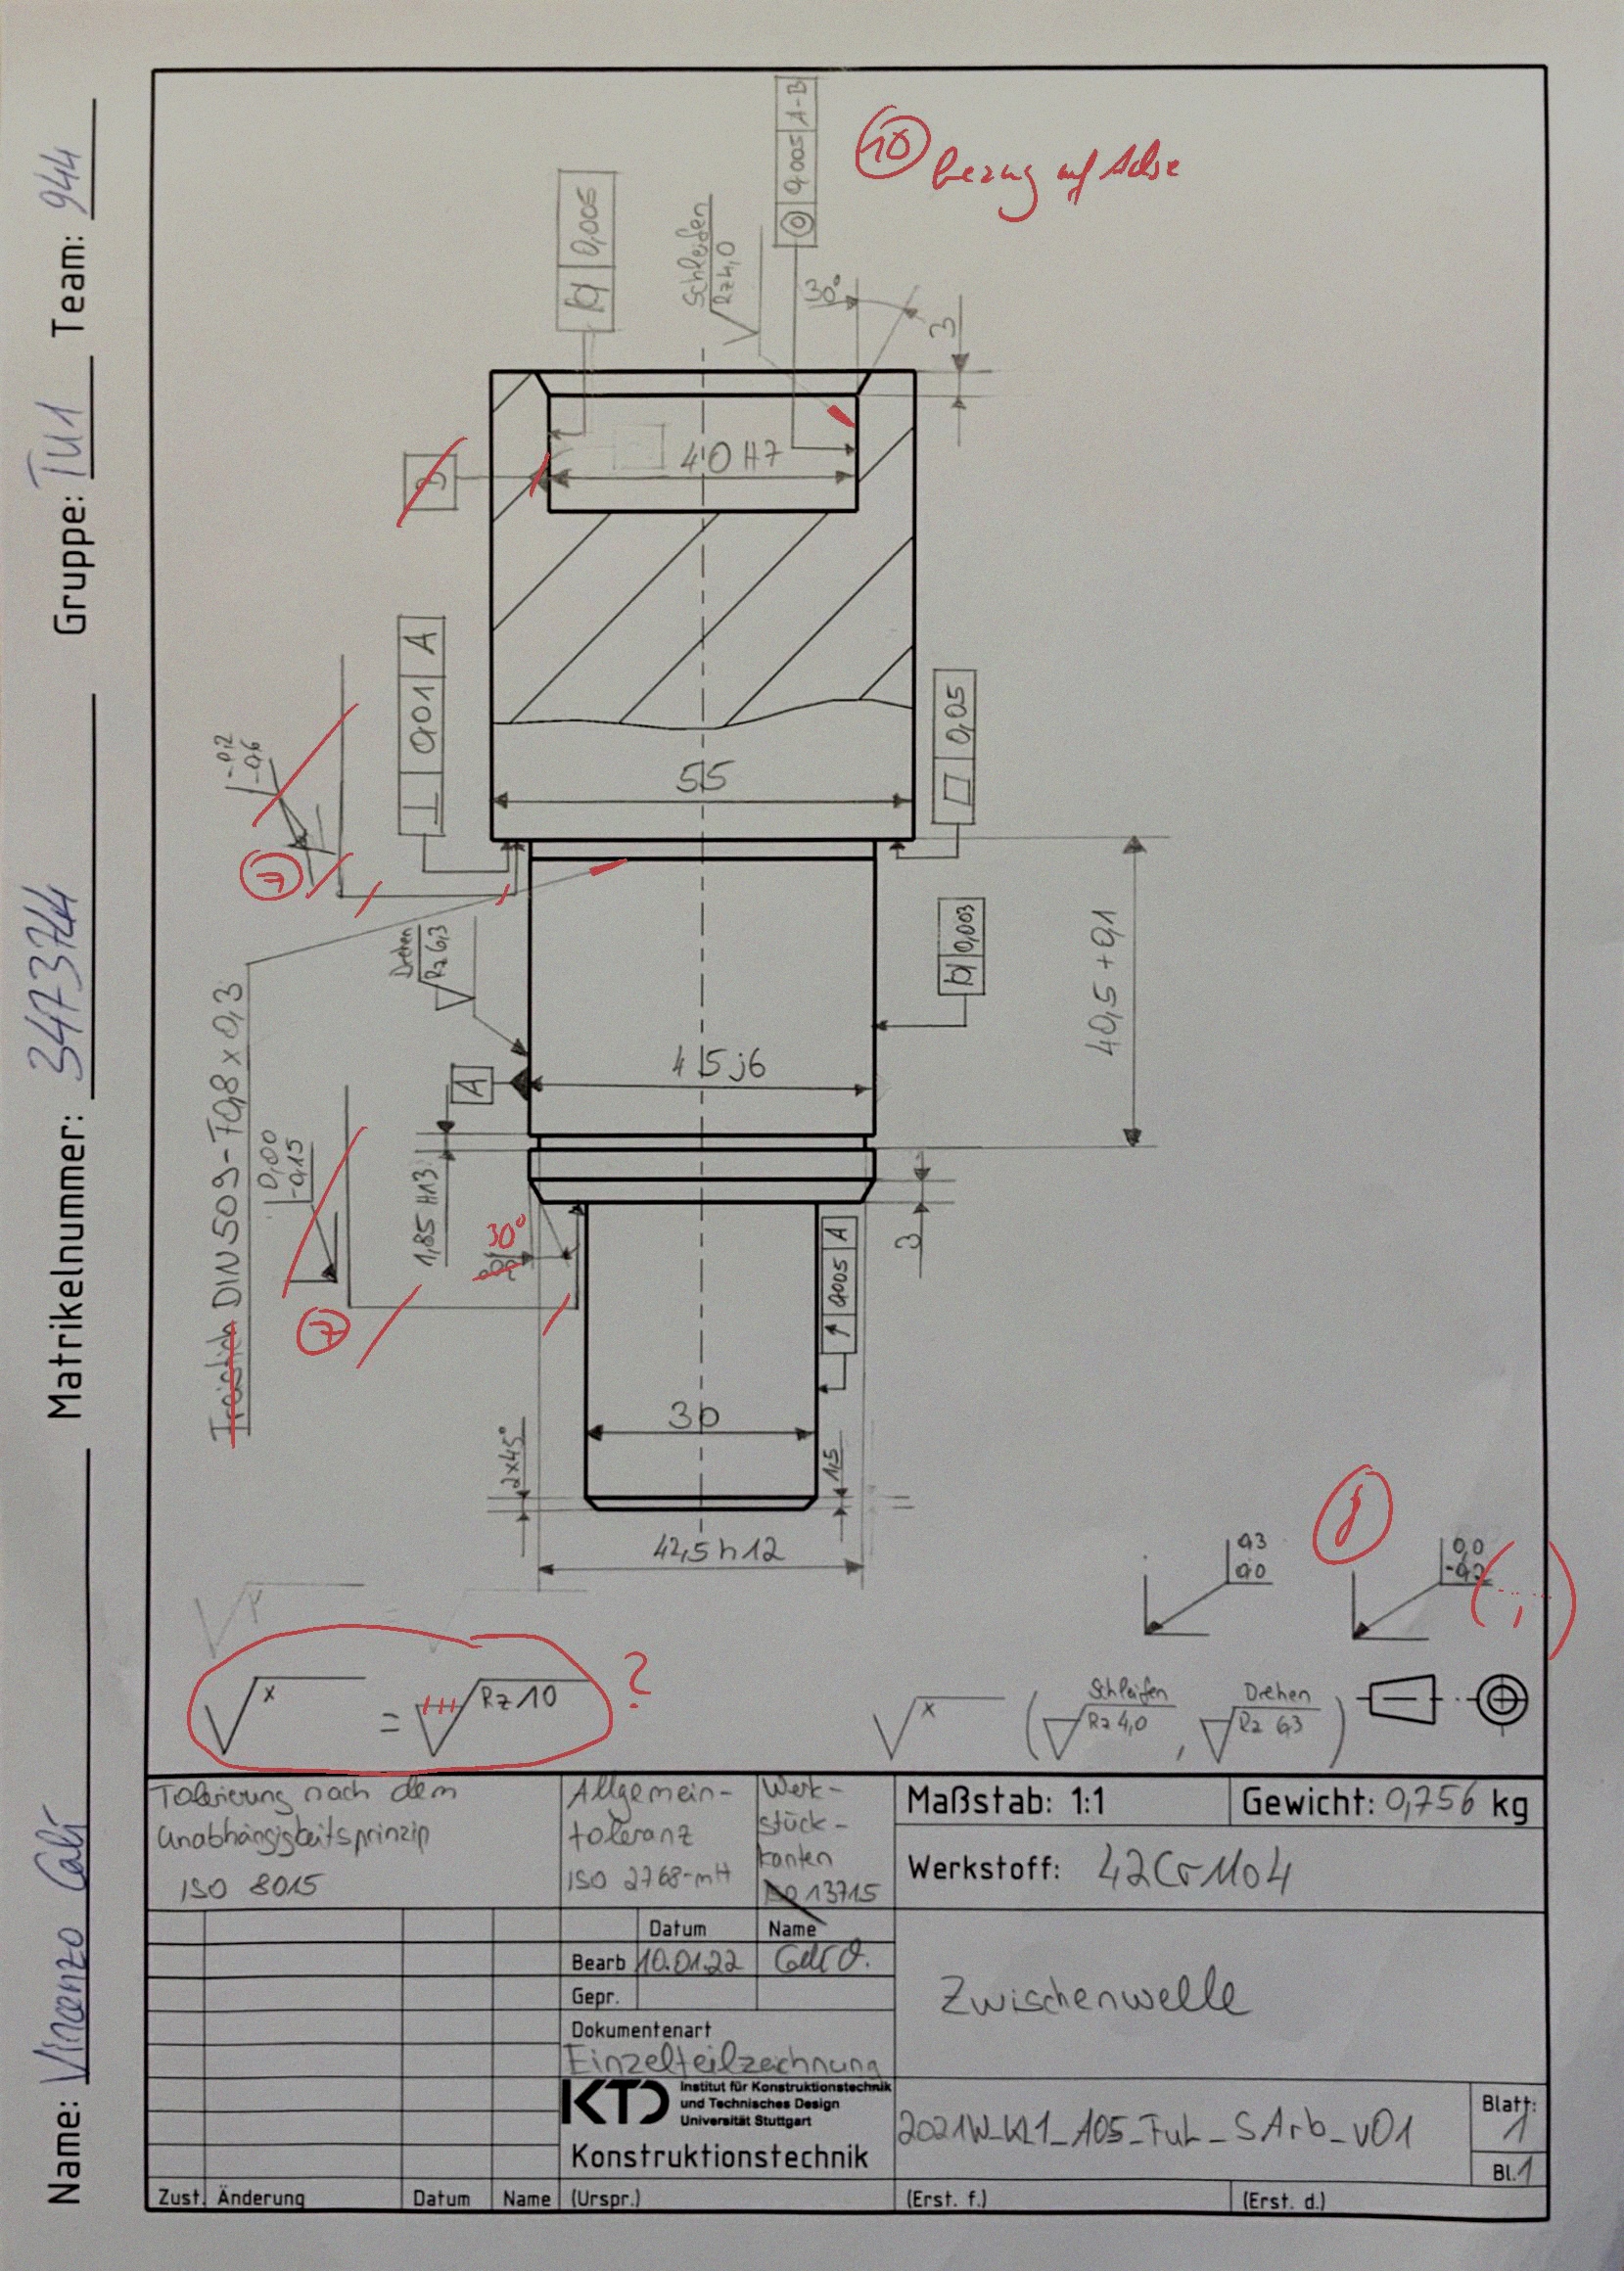 Name: Vincenzo Calì Matrikelnummer: 3473744 Gruppe: TU1 Team: 944
⌭ 0,005
Schleifen
Rz 4,0
◎ 0,005 A-B
10 bezug auf Achse
30°
3
40 H7
⊥ 0,01 A
-0,2
-0,6
7
55
⏥ 0,05
Drehen
Rz 6,3
⌭ 0,003
40,5 +0,1
45 j6
A
Freistich DIN 509-F0,8x0,3
0,00
-0,15
7
1,85 H13
30°
↗ 0,005 A
3
30
2x45°
1,5
42,5 h12
0,3
0,0
8
0,0
-0,2
x = Rz 10 ?
x ( Schleifen Rz 4,0 , Drehen Rz 6,3 )
Tolerierung nach dem
Unabhängigkeitsprinzip
ISO 8015
Allgemein-
toleranz
ISO 2768-mH
Werk-
stück-
kanten
ISO 13715
Maßstab: 1:1
Gewicht: 0,756 kg
Werkstoff: 42CrMo4
Datum Name
Bearb 10.01.22
Gepr.
Dokumentenart
Einzelteilzeichnung
Zwischenwelle
KTD Institut für Konstruktionstechnik
und Technisches Design
Universität Stuttgart
Konstruktionstechnik
2021W_KL1_A05_FuL_SArb_v01
Blatt:
1
Bl. 1
Zust. Änderung Datum Name (Urspr.) (Erst. f.) (Erst. d.)